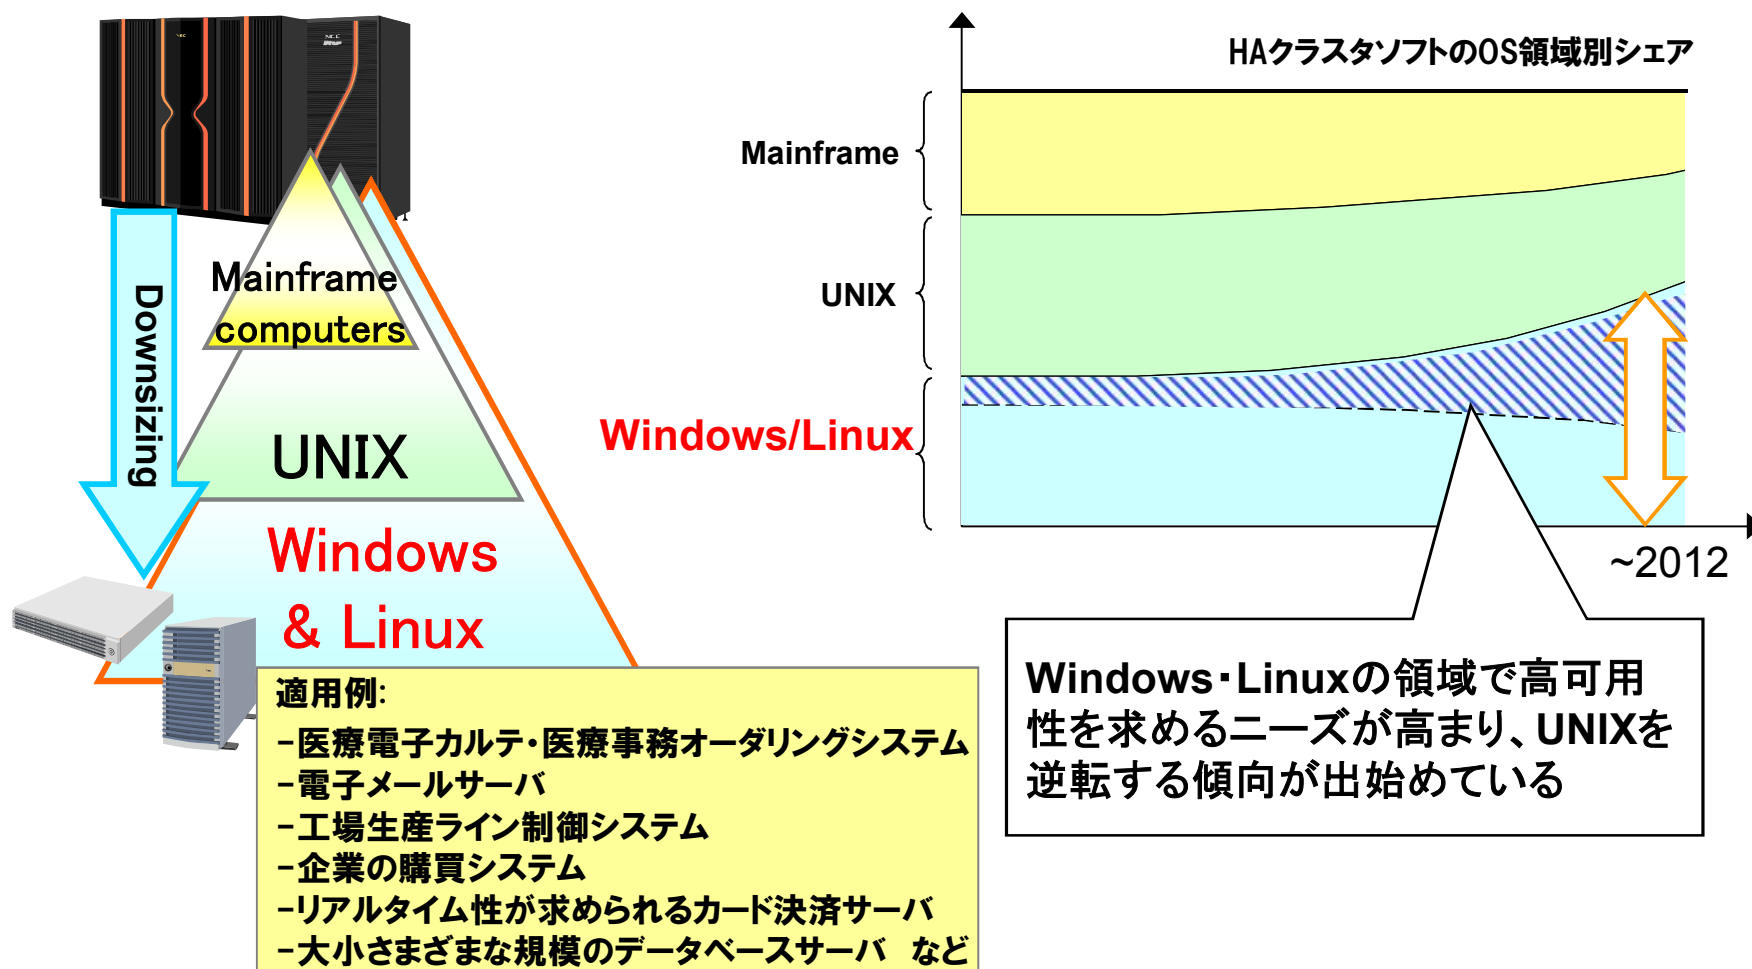 NEC
NEC
HAクラスタソフトのOS領域別シェア
Mainframe
UNIX
Windows/Linux
~2012
Downsizing
Mainframe
computers
UNIX
Windows
& Linux
Windows・Linuxの領域で高可用
性を求めるニーズが高まり、UNIXを
逆転する傾向が出始めている
適用例:
-医療電子カルテ・医療事務オーダリングシステム
-電子メールサーバ
-工場生産ライン制御システム
-企業の購買システム
-リアルタイム性が求められるカード決済サーバ
-大小さまざまな規模のデータベースサーバ など